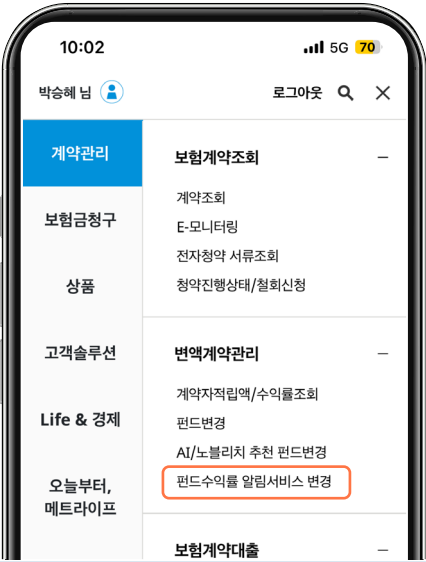 10:02 5G 70
박승혜 님 로그아웃
계약관리
보험금청구
상품
고객솔루션
Life & 경제
오늘부터,
메트라이프
보험계약조회
계약조회
E-모니터링
전자청약 서류조회
청약진행상태/철회신청
변액계약관리
계약자적립액/수익률조회
펀드변경
AI/노블리치 추천 펀드변경
펀드수익률 알림서비스 변경
보험계약대출